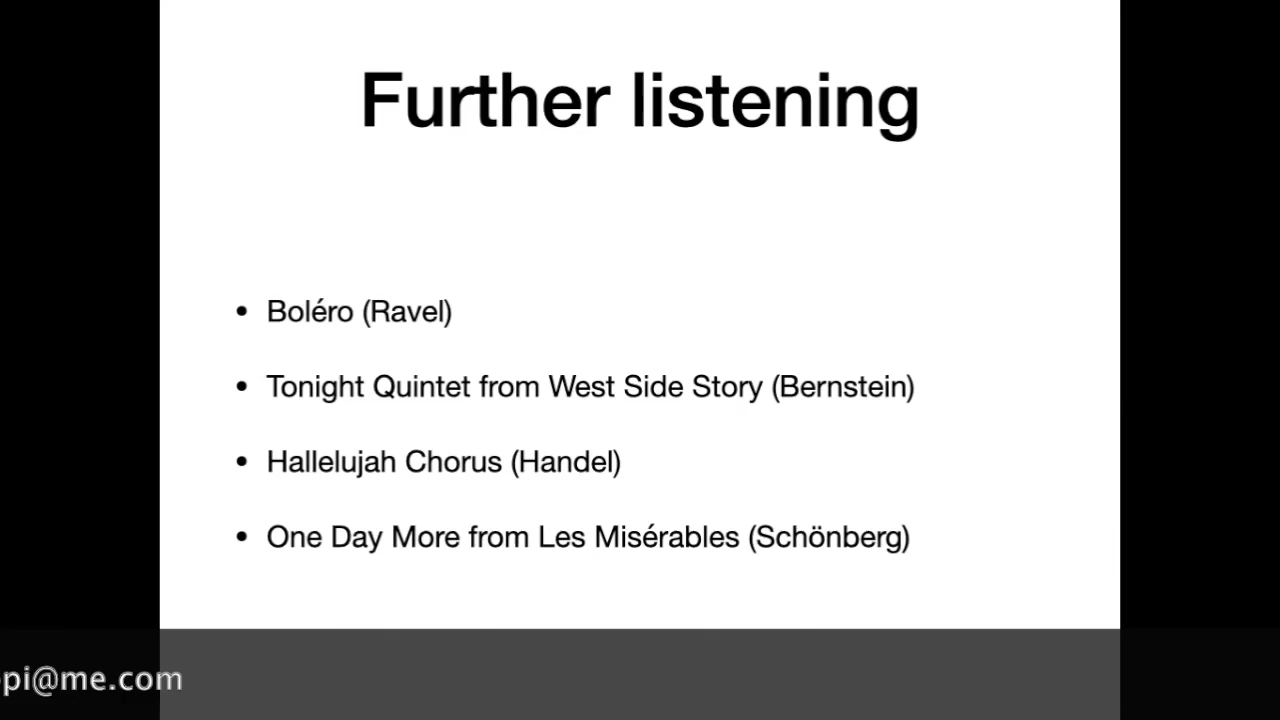 Further listening
• Boléro (Ravel)
• Tonight Quintet from West Side Story (Bernstein)
• Hallelujah Chorus (Handel)
• One Day More from Les Misérables (Schönberg)
pi@me.com